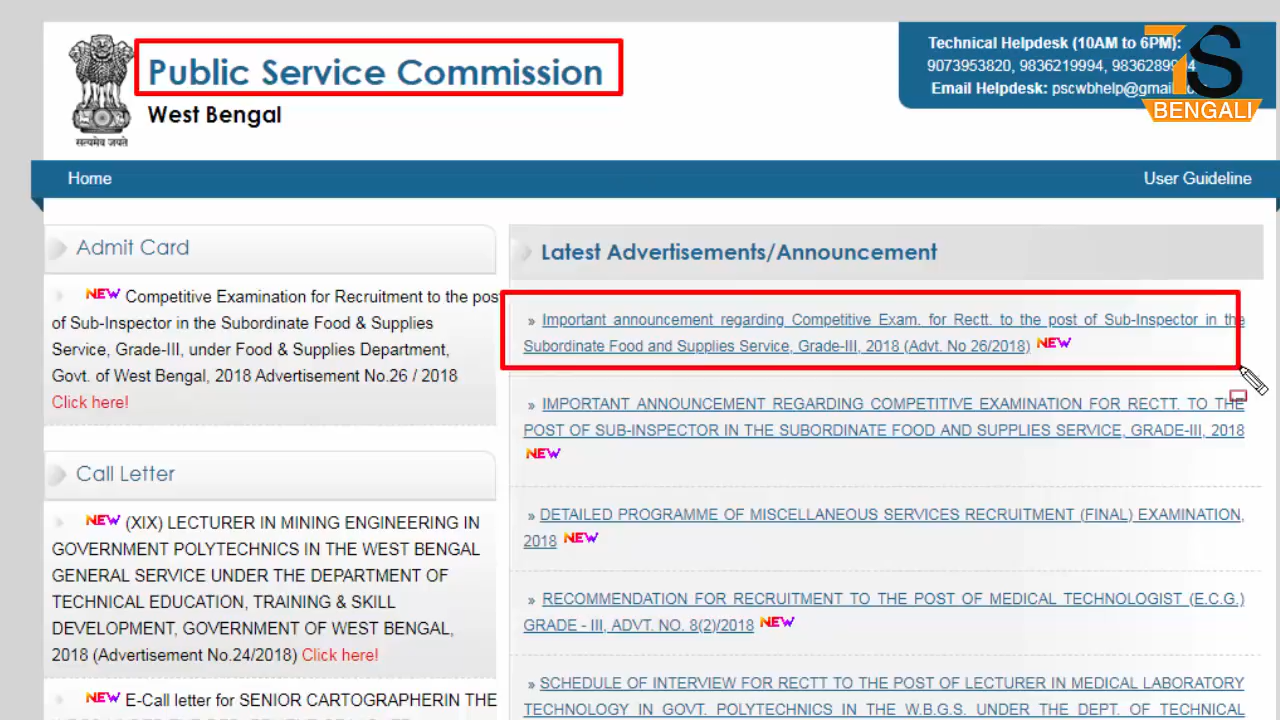 Public Service Commission
West Bengal
सत्यमेव जयते
Technical Helpdesk (10AM to 6PM):
9073953820, 9836219994, 983628
Email Helpdesk: pscwbhelp@gmai
S
BENGALI
Home
User Guideline
Admit Card
NEW Competitive Examination for Recruitment to the pos
of Sub-Inspector in the Subordinate Food & Supplies
Service, Grade-III, under Food & Supplies Department,
Govt. of West Bengal, 2018 Advertisement No.26 / 2018
Click here!
Call Letter
NEW (XIX) LECTURER IN MINING ENGINEERING IN
GOVERNMENT POLYTECHNICS IN THE WEST BENGAL
GENERAL SERVICE UNDER THE DEPARTMENT OF
TECHNICAL EDUCATION, TRAINING & SKILL
DEVELOPMENT, GOVERNMENT OF WEST BENGAL,
2018 (Advertisement No.24/2018) Click here!
NEW E-Call letter for SENIOR CARTOGRAPHERIN THE
Latest Advertisements/Announcement
» Important announcement regarding Competitive Exam. for Rectt. to the post of Sub-Inspector in the
Subordinate Food and Supplies Service, Grade-III, 2018 (Advt. No 26/2018) NEW
» IMPORTANT ANNOUNCEMENT REGARDING COMPETITIVE EXAMINATION FOR RECTT. TO THE
POST OF SUB-INSPECTOR IN THE SUBORDINATE FOOD AND SUPPLIES SERVICE, GRADE-III, 2018
NEW
» DETAILED PROGRAMME OF MISCELLANEOUS SERVICES RECRUITMENT (FINAL) EXAMINATION,
2018 NEW
» RECOMMENDATION FOR RECRUITMENT TO THE POST OF MEDICAL TECHNOLOGIST (E.C.G.)
GRADE - III, ADVT. NO. 8(2)/2018 NEW
» SCHEDULE OF INTERVIEW FOR RECTT TO THE POST OF LECTURER IN MEDICAL LABORATORY
TECHNOLOGY IN GOVT. POLYTECHNICS IN THE W.B.G.S. UNDER THE DEPT. OF TECHNICAL